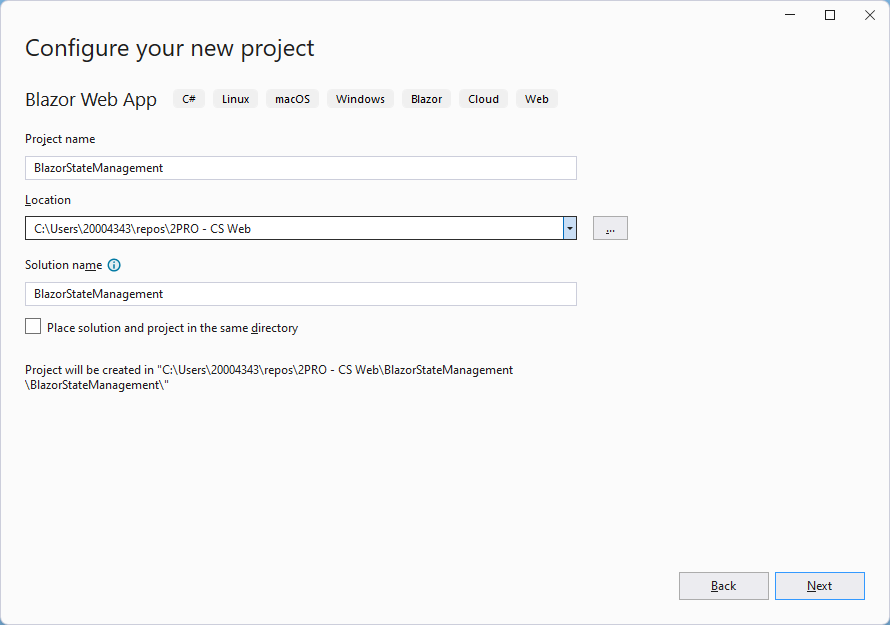 Configure your new project
Blazor Web App C# Linux macOS Windows Blazor Cloud Web
Project name
BlazorStateManagement
Location
C:\Users\20004343\repos\2PRO - CS Web
...
Solution name
BlazorStateManagement
Place solution and project in the same directory
Project will be created in "C:\Users\20004343\repos\2PRO - CS Web\BlazorStateManagement
\BlazorStateManagement\"
Back Next